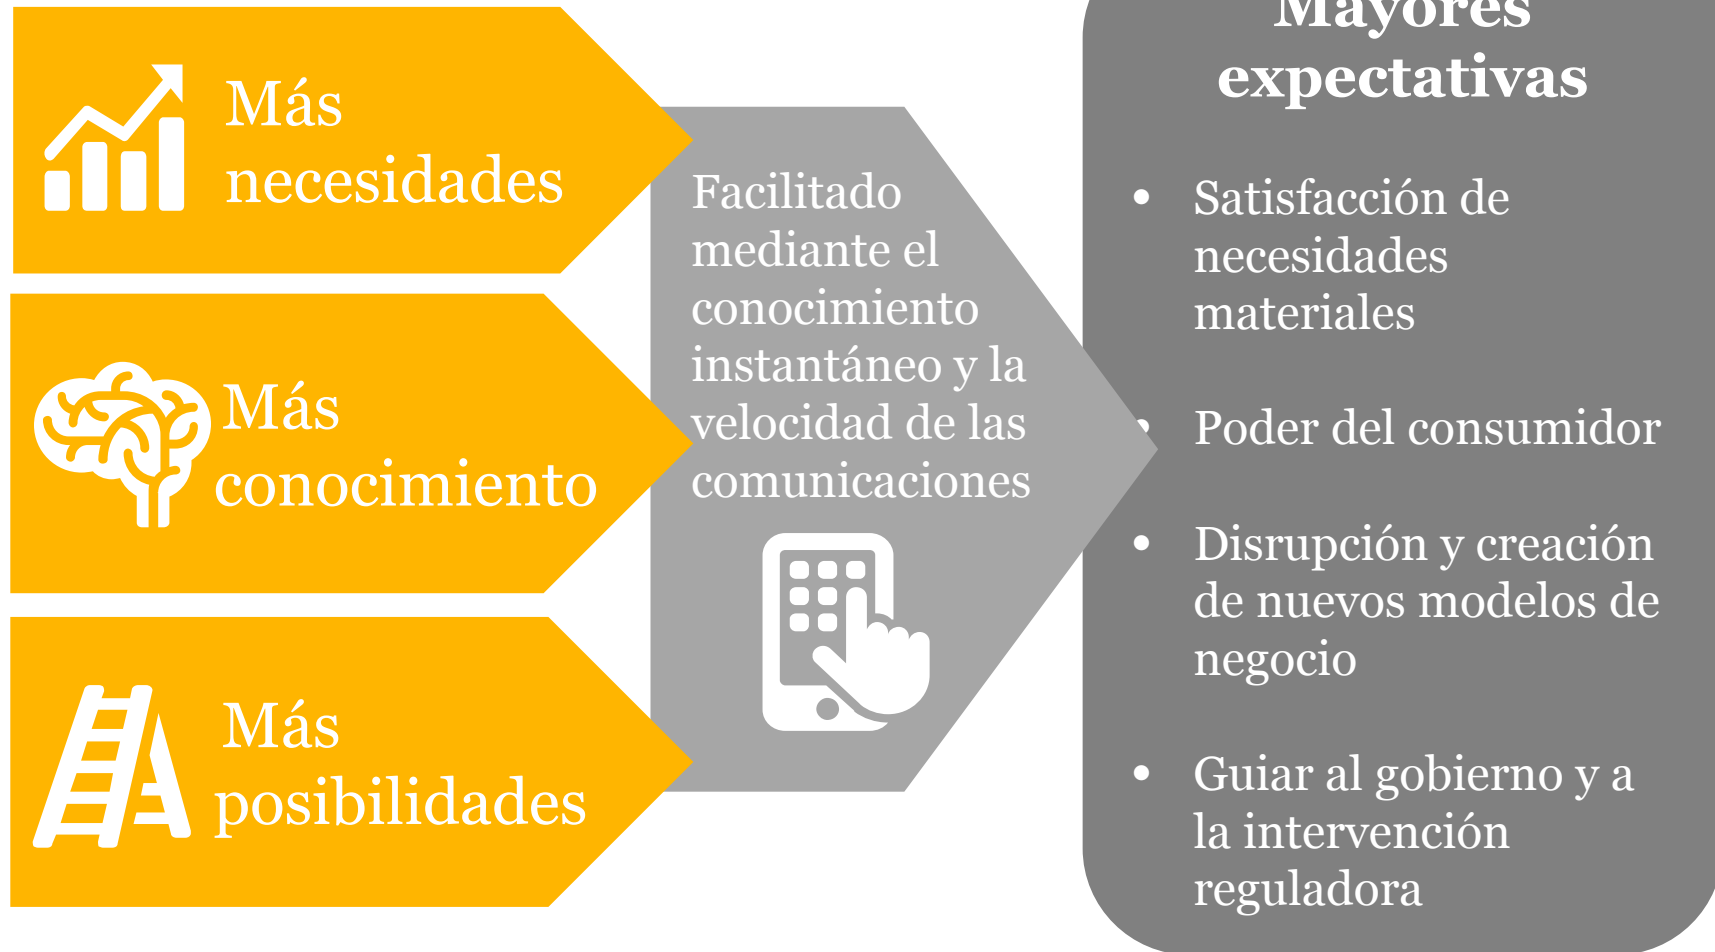 Más
necesidades
Más
conocimiento
Más
posibilidades
Facilitado
mediante el
conocimiento
instantáneo y la
velocidad de las
comunicaciones
Mayores
expectativas
• Satisfacción de
necesidades
materiales
• Poder del consumidor
• Disrupción y creación
de nuevos modelos de
negocio
• Guiar al gobierno y a
la intervención
reguladora